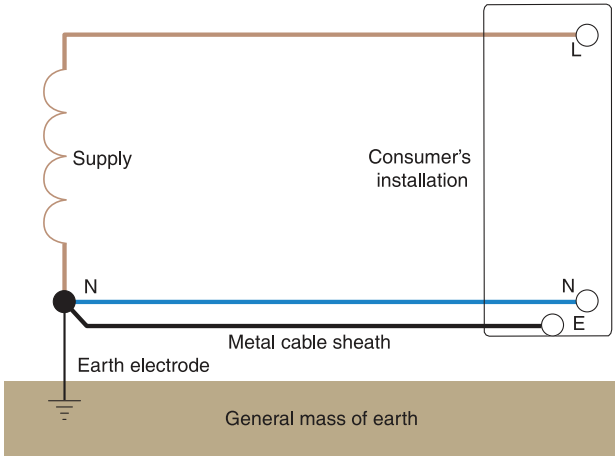 L
Supply
Consumer's
installation
N
N
E
Metal cable sheath
Earth electrode
General mass of earth